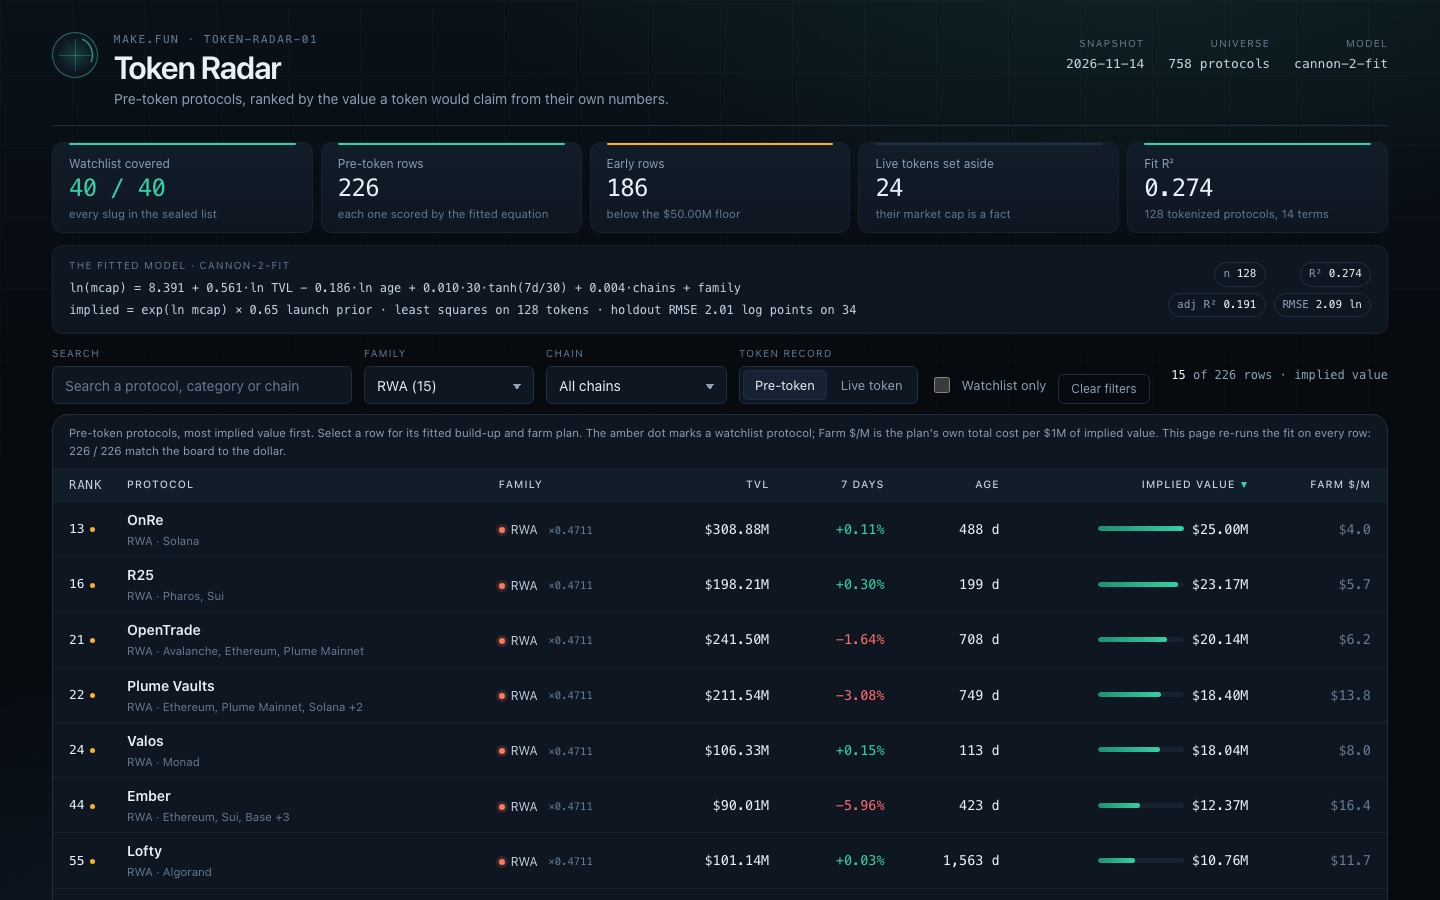 MAKE.FUN · TOKEN-RADAR-01
Token Radar
Pre-token protocols, ranked by the value a token would claim from their own numbers.
SNAPSHOT
2026-11-14
UNIVERSE
758 protocols
MODEL
cannon-2-fit
Watchlist covered
40 / 40
every slug in the sealed list
Pre-token rows
226
each one scored by the fitted equation
Early rows
186
below the $50.00M floor
Live tokens set aside
24
their market cap is a fact
Fit R²
0.274
128 tokenized protocols, 14 terms
THE FITTED MODEL · CANNON-2-FIT
ln(mcap) = 8.391 + 0.561·ln TVL − 0.186·ln age + 0.010·30·tanh(7d/30) + 0.004·chains + family
implied = exp(ln mcap) × 0.65 launch prior · least squares on 128 tokens · holdout RMSE 2.01 log points on 34
n 128
R² 0.274
adj R² 0.191
RMSE 2.09 ln
SEARCH
Search a protocol, category or chain
FAMILY
RWA (15)
CHAIN
All chains
TOKEN RECORD
Pre-token Live token
Watchlist only
Clear filters
15 of 226 rows · implied value
Pre-token protocols, most implied value first. Select a row for its fitted build-up and farm plan. The amber dot marks a watchlist protocol; Farm $/M is the plan's own total cost per $1M of implied value. This page re-runs the fit on every row:
226 / 226 match the board to the dollar.
RANK PROTOCOL FAMILY TVL 7 DAYS AGE IMPLIED VALUE ▼ FARM $/M
13 OnRe RWA ×0.4711 $308.88M +0.11% 488 d $25.00M $4.0
RWA · Solana
16 R25 RWA ×0.4711 $198.21M +0.30% 199 d $23.17M $5.7
RWA · Pharos, Sui
21 OpenTrade RWA ×0.4711 $241.50M −1.64% 708 d $20.14M $6.2
RWA · Avalanche, Ethereum, Plume Mainnet
22 Plume Vaults RWA ×0.4711 $211.54M −3.08% 749 d $18.40M $13.8
RWA · Ethereum, Plume Mainnet, Solana +2
24 Valos RWA ×0.4711 $106.33M +0.15% 113 d $18.04M $8.0
RWA · Monad
44 Ember RWA ×0.4711 $90.01M −5.96% 423 d $12.37M $16.4
RWA · Ethereum, Sui, Base +3
55 Lofty RWA ×0.4711 $101.14M +0.03% 1,563 d $10.76M $11.7
RWA · Algorand